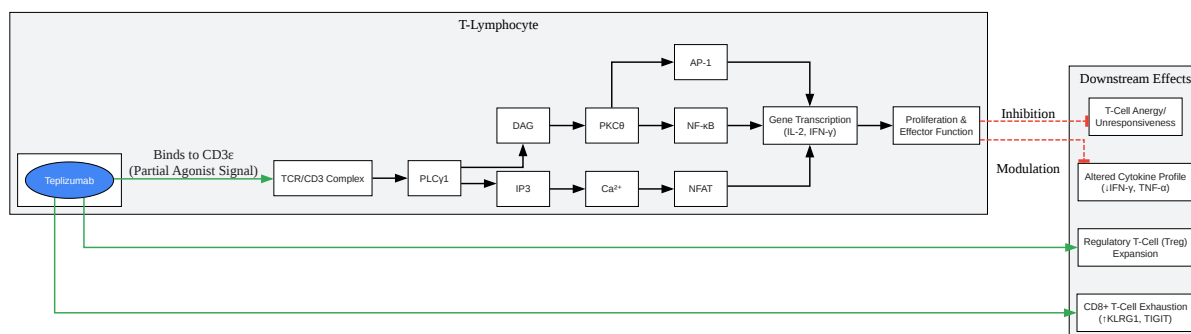 T-Lymphocyte
AP-1
Downstream Effects
DAG
PKCθ
NF-κB
Gene Transcription
(IL-2, IFN-γ)
Proliferation &
Effector Function
Inhibition
T-Cell Anergy/
Unresponsiveness
Binds to CD3ε
(Partial Agonist Signal)
Teplizumab
TCR/CD3 Complex
PLCγ1
IP3
Ca²⁺
NFAT
Modulation
Altered Cytokine Profile
(↓IFN-γ, TNF-α)
Regulatory T-Cell (Treg)
Expansion
CD8+ T-Cell Exhaustion
(↑KLRG1, TIGIT)